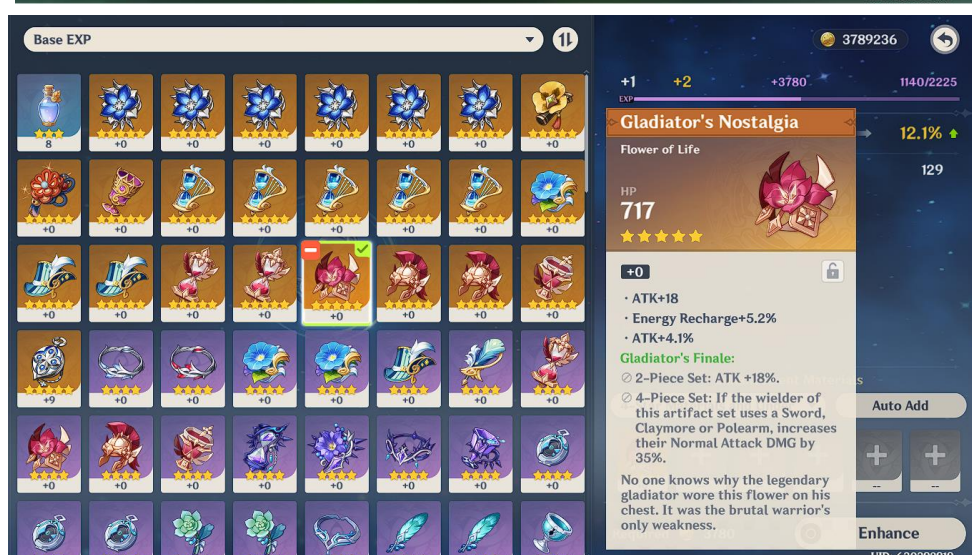 Base EXP
3789236
+1 +2 +3780 1140/2225
EXP
8 +0 +0 +0 +0 +0 +0 +0
+0 +0 +0 +0 +0 +0 +0 +0
+0 +0 +0 +0 +0 +0 +0 +0
+9 +0 +0 +0 +0 +0 +0 +0
+0 +0 +0 +0 +0 +0 +0 +0
Gladiator's Nostalgia
Flower of Life
HP
717
+0
· ATK+18
· Energy Recharge+5.2%
· ATK+4.1%
Gladiator's Finale:
2-Piece Set: ATK +18%.
4-Piece Set: If the wielder of
this artifact set uses a Sword,
Claymore or Polearm, increases
their Normal Attack DMG by
35%.
No one knows why the legendary
gladiator wore this flower on his
chest. It was the brutal warrior's
only weakness.
12.1%
129
Auto Add
-- --
Enhance